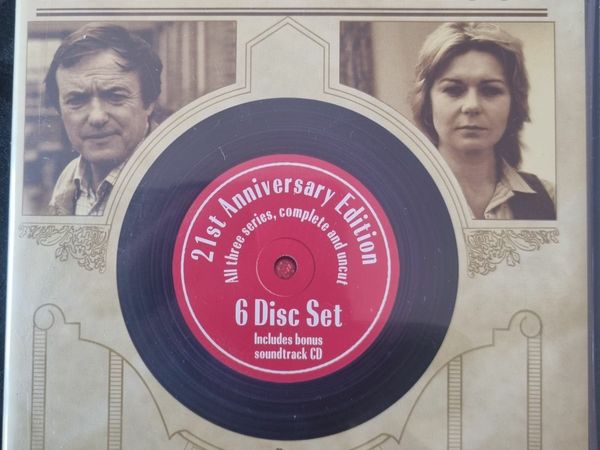 21st Anniversary Edition
All three series, complete and uncut
6 Disc Set
Includes bonus
soundtrack CD